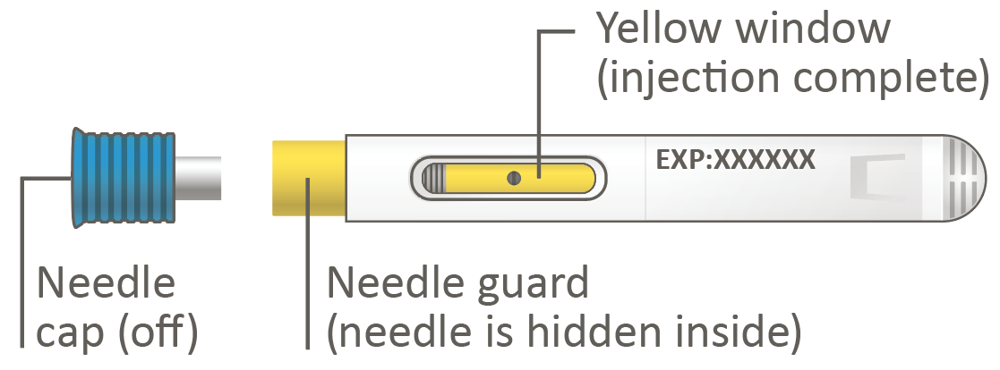 Yellow window
(injection complete)
EXP:XXXXXX
Needle
cap (off)
Needle guard
(needle is hidden inside)